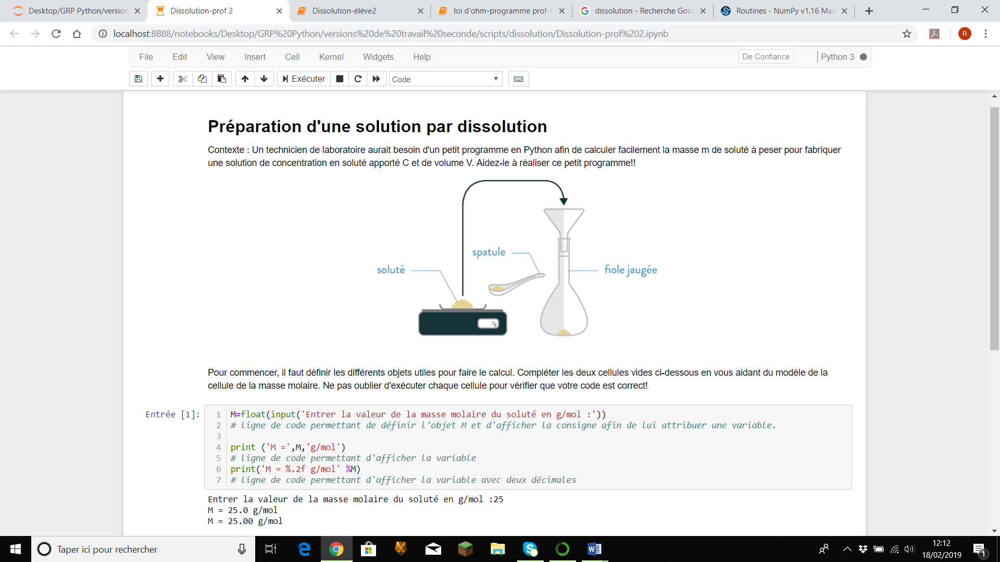 Desktop/GRP Python/version
Dissolution-prof 2
Dissolution-élève2
loi d'ohm-programme prof-
dissolution - Recherche Goo
Routines - NumPy v1.16 Man
localhost:8888/notebooks/Desktop/GRP%20Python/versions%20de%20travail%20seconde/scripts/dissolution/Dissolution-prof%202.ipynb
R
File Edit View Insert Cell Kernel Widgets Help
De Confiance
Python 3
Exécuter
Code
Préparation d'une solution par dissolution
Contexte : Un technicien de laboratoire aurait besoin d'un petit programme en Python afin de calculer facilement la masse m de soluté à peser pour fabriquer
une solution de concentration en soluté apporté C et de volume V. Aidez-le à réaliser ce petit programme!!
spatule
soluté
fiole jaugée
7g
Pour commencer, il faut définir les différents objets utiles pour faire le calcul. Compléter les deux cellules vides ci-dessous en vous aidant du modèle de la
cellule de la masse molaire. Ne pas oublier d'exécuter chaque cellule pour vérifier que votre code est correct!
Entrée [1]:
1 M=float(input('Entrer la valeur de la masse molaire du soluté en g/mol :'))
2 # ligne de code permettant de définir l'objet M et d'afficher la consigne afin de lui attribuer une variable.
3
4 print ('M =',M,'g/mol')
5 # ligne de code permettant d'afficher la variable
6 print('M = %.2f g/mol' %M)
7 # ligne de code permettant d'afficher la variable avec deux décimales
Entrer la valeur de la masse molaire du soluté en g/mol :25
M = 25.0 g/mol
M = 25.00 g/mol
Taper ici pour rechercher
12:12
18/02/2019
1